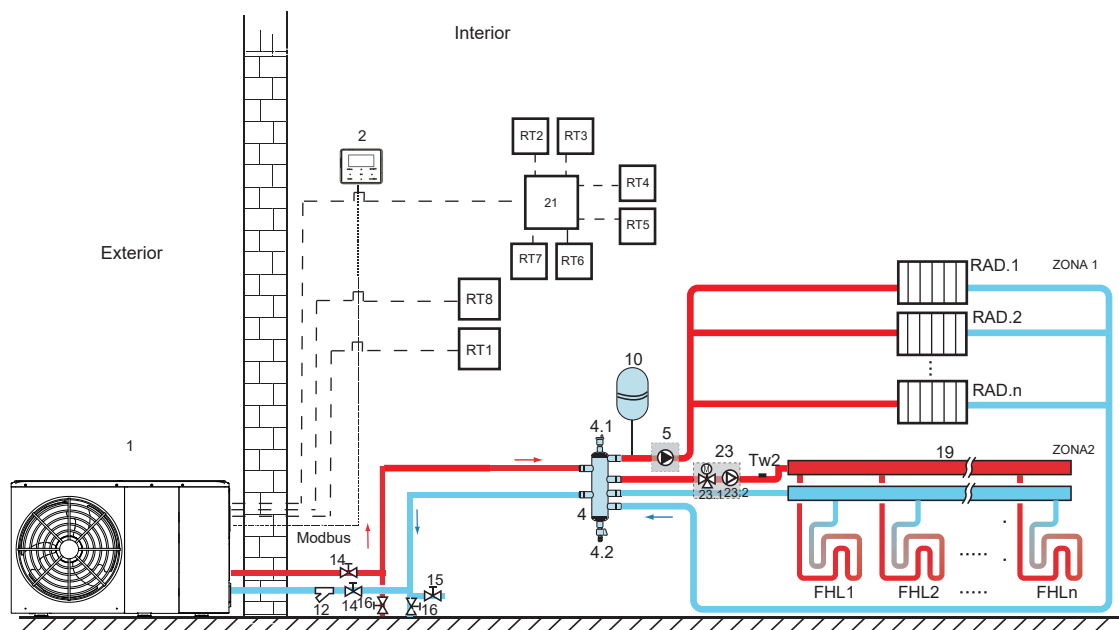 Interior
2
RT2
RT3
21
RT4
RT5
RT7
RT6
Exterior
RT8
RT1
RAD.1
ZONA 1
RAD.2
RAD.n
10
5
4.1
4
4.2
23
23.1
23.2
Tw2
19
ZONA2
1
Modbus
14
12
14
16
16
15
FHL1
FHL2
FHLn